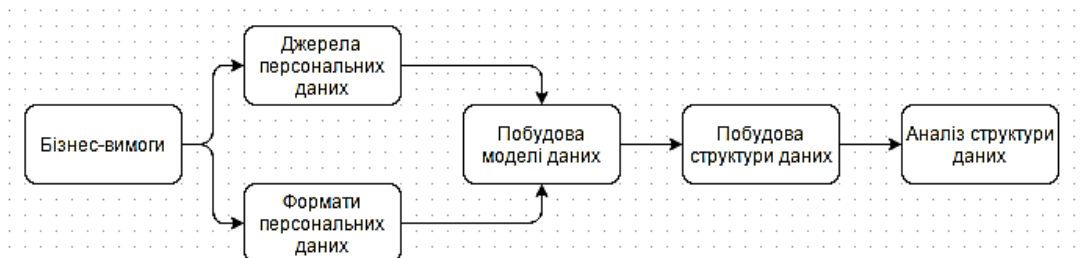 Бізнес-вимоги
Джерела
персональних
даних
Формати
персональних
даних
Побудова
моделі даних
Побудова
структури даних
Аналіз структури
даних